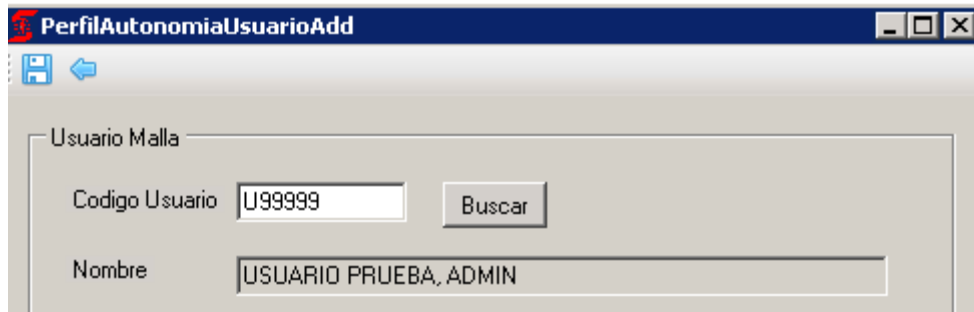 PerfilAutonomiaUsuarioAdd
Usuario Malla
Codigo Usuario U99999 Buscar
Nombre USUARIO PRUEBA, ADMIN